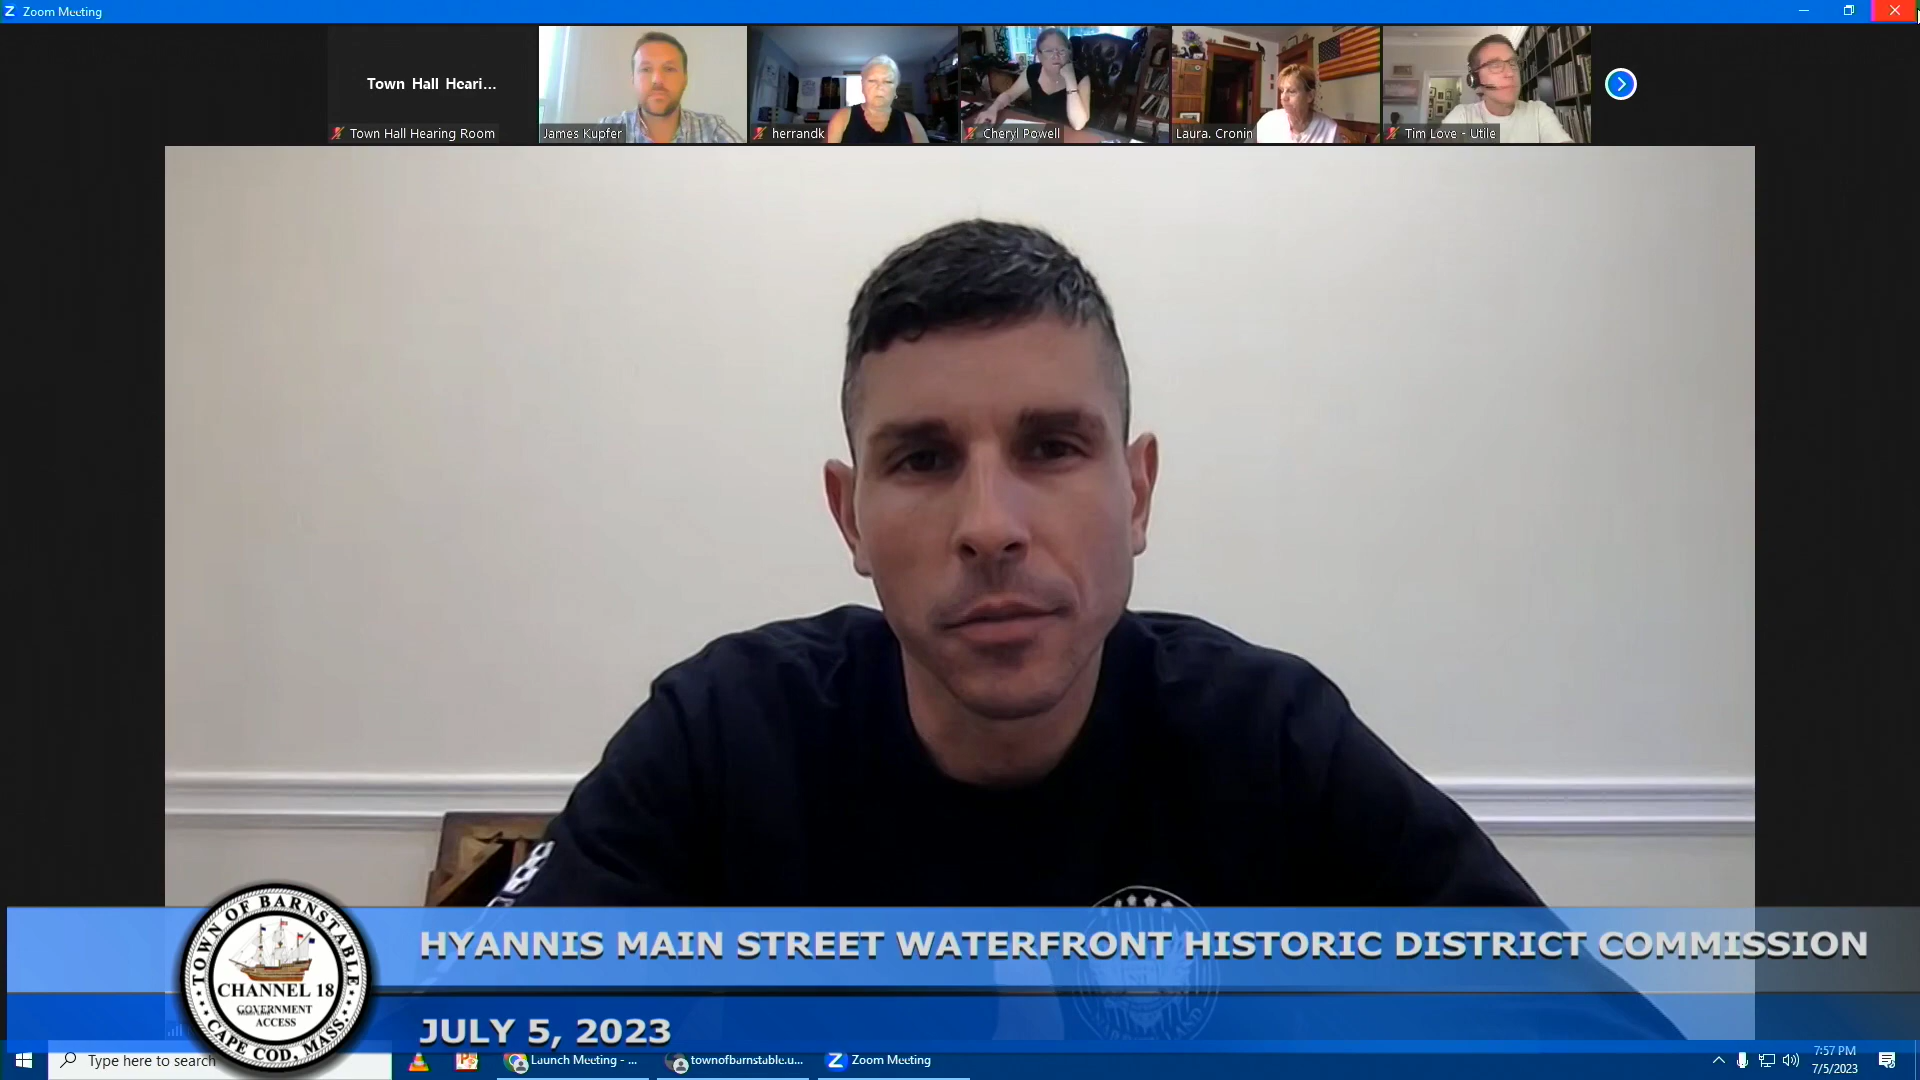 Zoom Meeting
Town Hall Heari...
Town Hall Hearing Room
James Kupfer
herrandk
Cheryl Powell
Laura. Cronin
Tim Love - Utile
TOWN OF BARNSTABLE
CHANNEL 18
GOVERNMENT
ACCESS
CAPE COD, MASS.
HYANNIS MAIN STREET WATERFRONT HISTORIC DISTRICT COMMISSION
JULY 5, 2023
Type here to search
Launch Meeting - ...
townofbarnstable.u...
Zoom Meeting
7:57 PM
7/5/2023